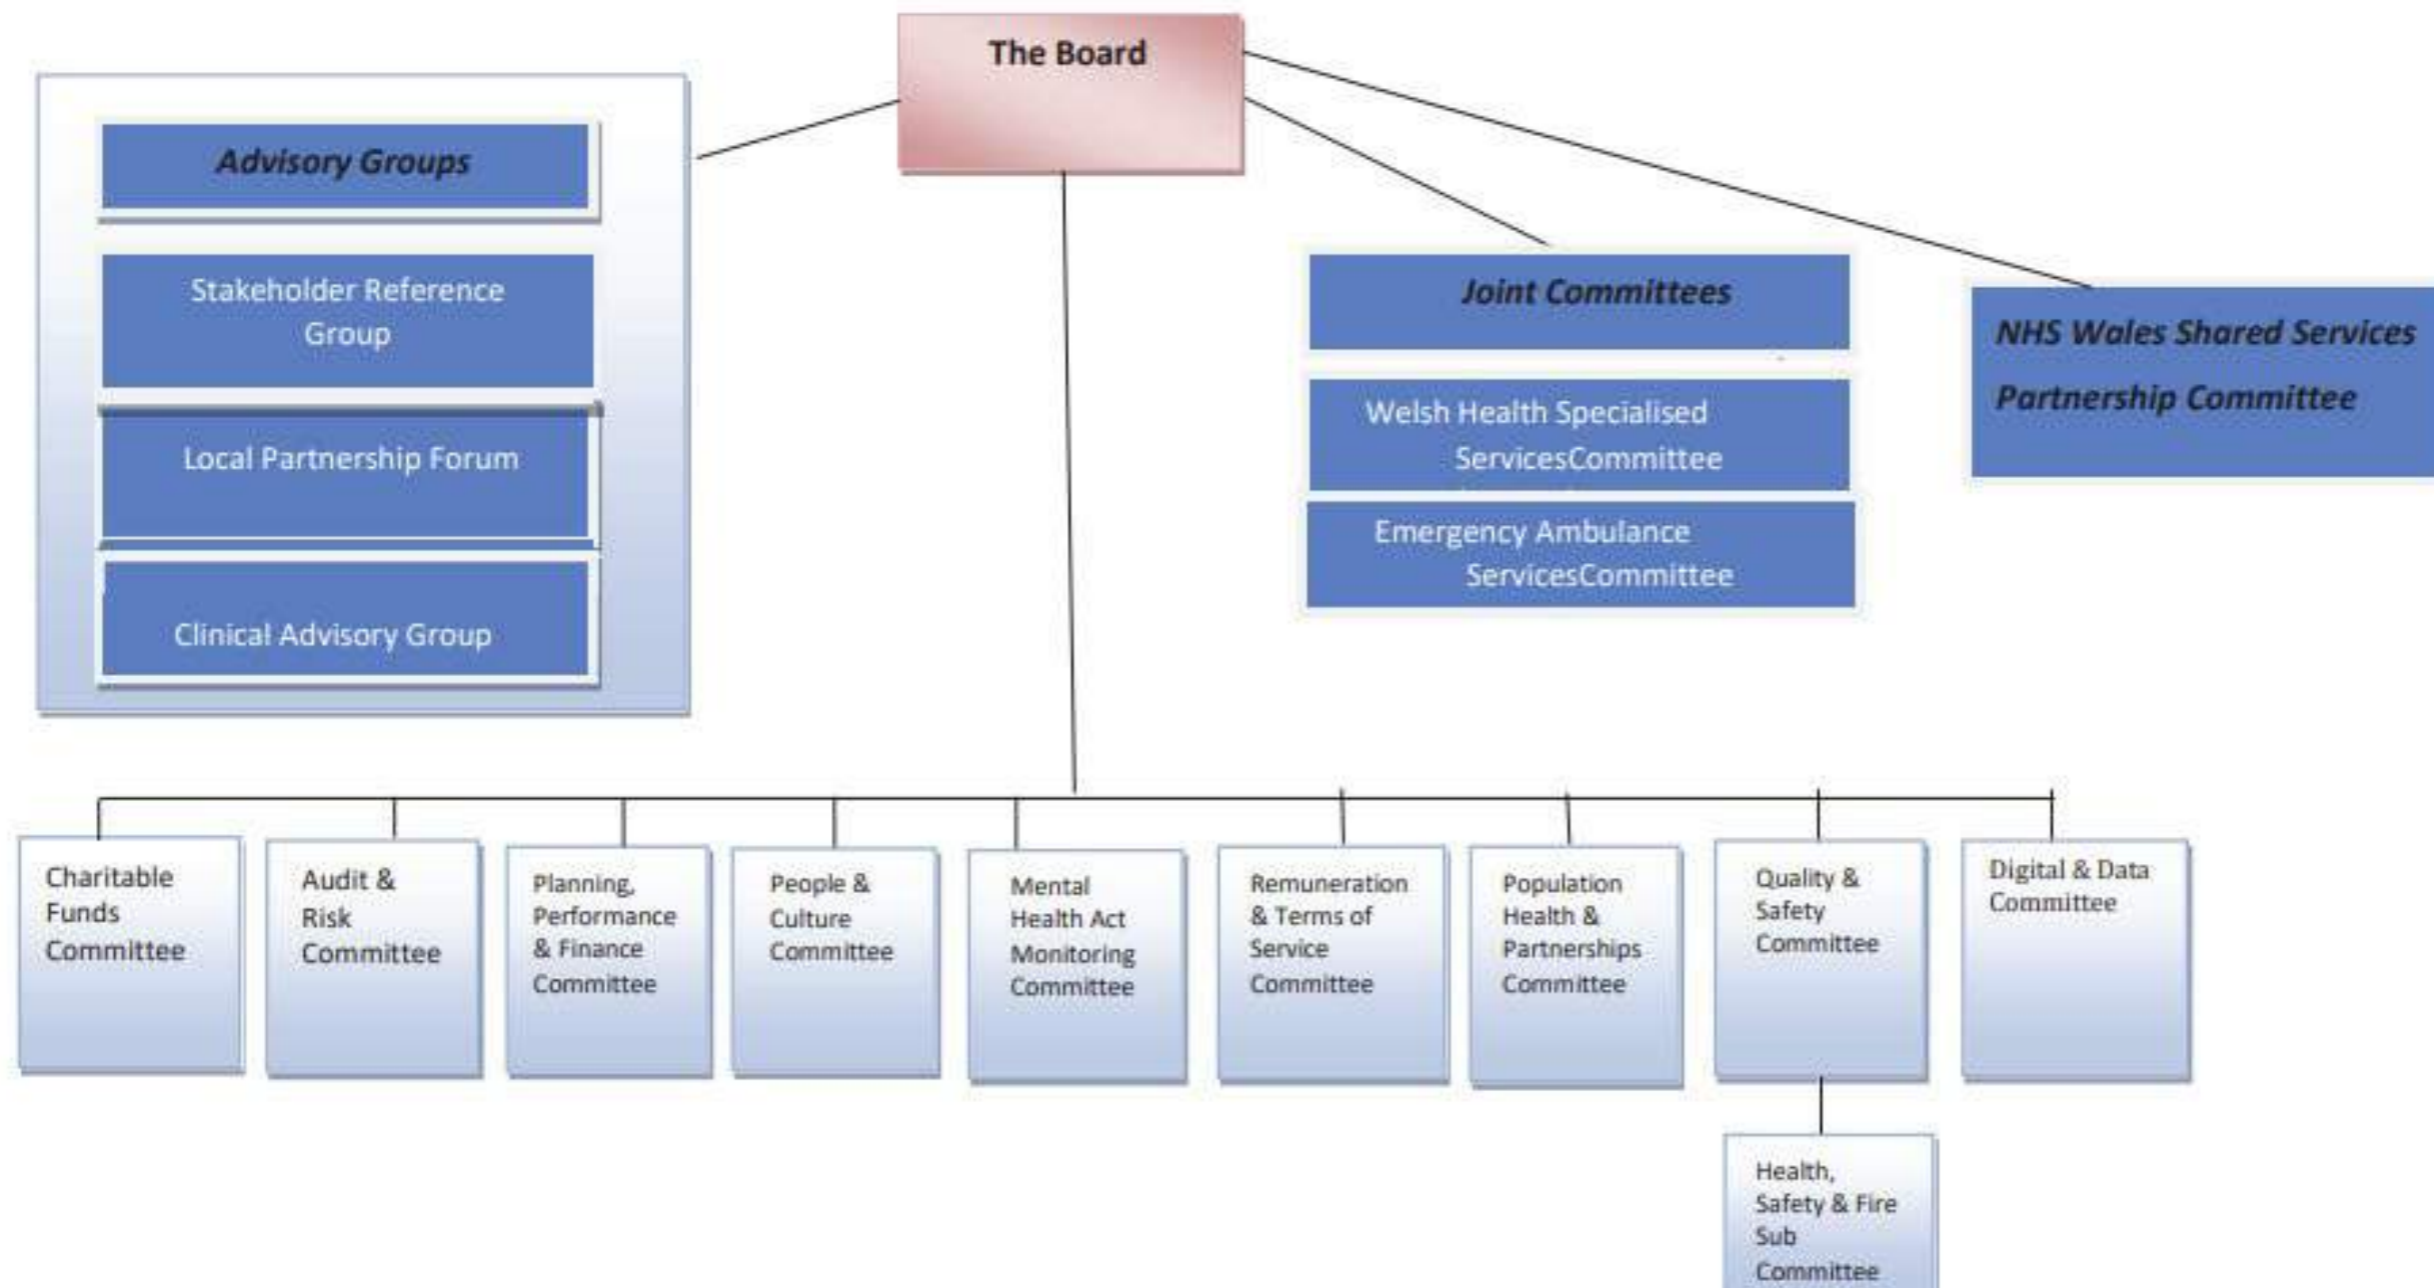 The Board
Advisory Groups
Stakeholder Reference
Group
Local Partnership Forum
Clinical Advisory Group
Joint Committees
Welsh Health Specialised
ServicesCommittee
Emergency Ambulance
ServicesCommittee
NHS Wales Shared Services
Partnership Committee
Charitable
Funds
Committee
Audit &
Risk
Committee
Planning,
Performance
& Finance
Committee
People &
Culture
Committee
Mental
Health Act
Monitoring
Committee
Remuneration
& Terms of
Service
Committee
Population
Health &
Partnerships
Committee
Quality &
Safety
Committee
Digital & Data
Committee
Health,
Safety & Fire
Sub
Committee